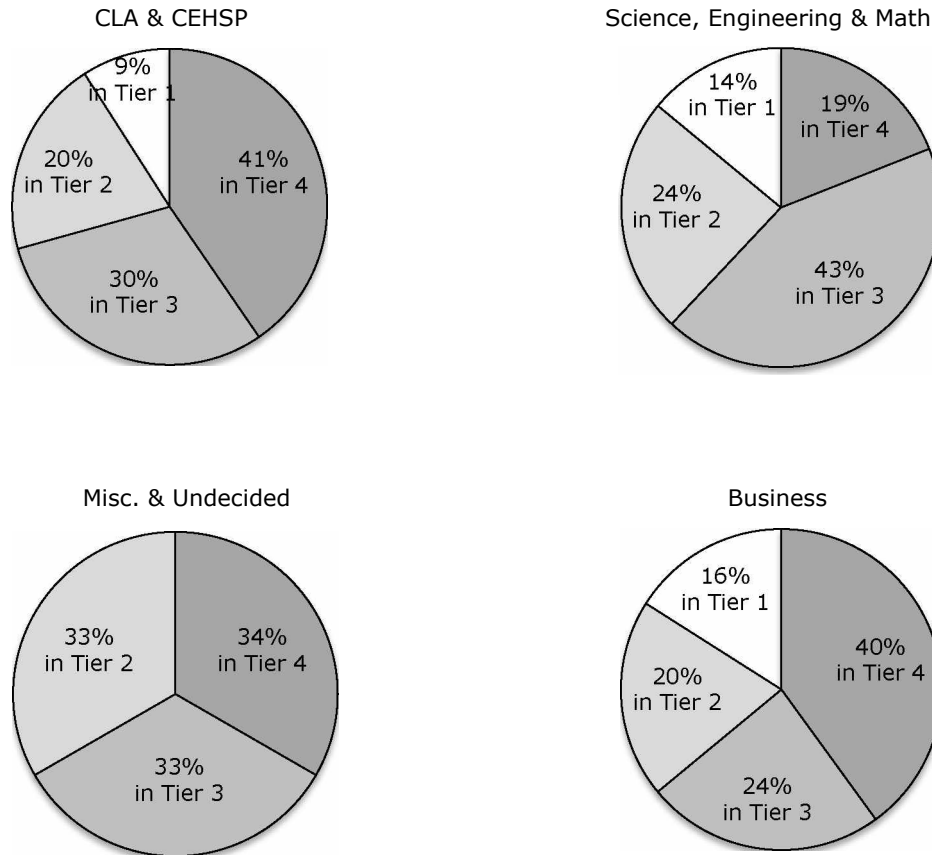 CLA & CEHSP
9%
in Tier 1
41%
in Tier 4
20%
in Tier 2
30%
in Tier 3
Science, Engineering & Math
14%
in Tier 1
19%
in Tier 4
24%
in Tier 2
43%
in Tier 3
Misc. & Undecided
33%
in Tier 2
34%
in Tier 4
33%
in Tier 3
Business
16%
in Tier 1
40%
in Tier 4
20%
in Tier 2
24%
in Tier 3